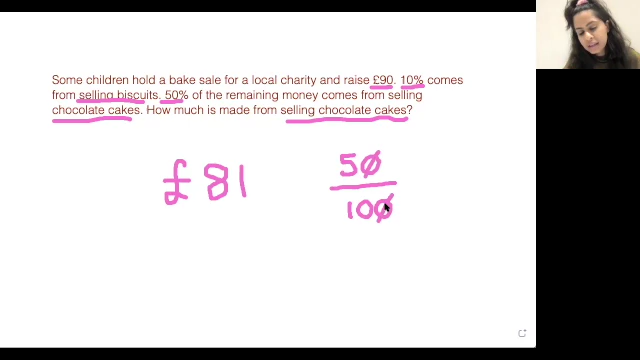 Some children hold a bake sale for a local charity and raise £90. 10% comes
from selling biscuits. 50% of the remaining money comes from selling
chocolate cakes. How much is made from selling chocolate cakes?
£81
50
100